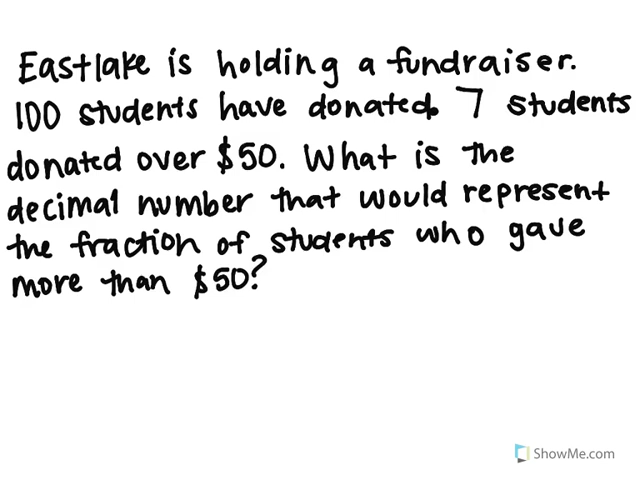 Eastlake is holding a fundraiser.
100 students have donated. 7 students
donated over $50. What is the
decimal number that would represent
the fraction of students who gave
more than $50?
ShowMe.com